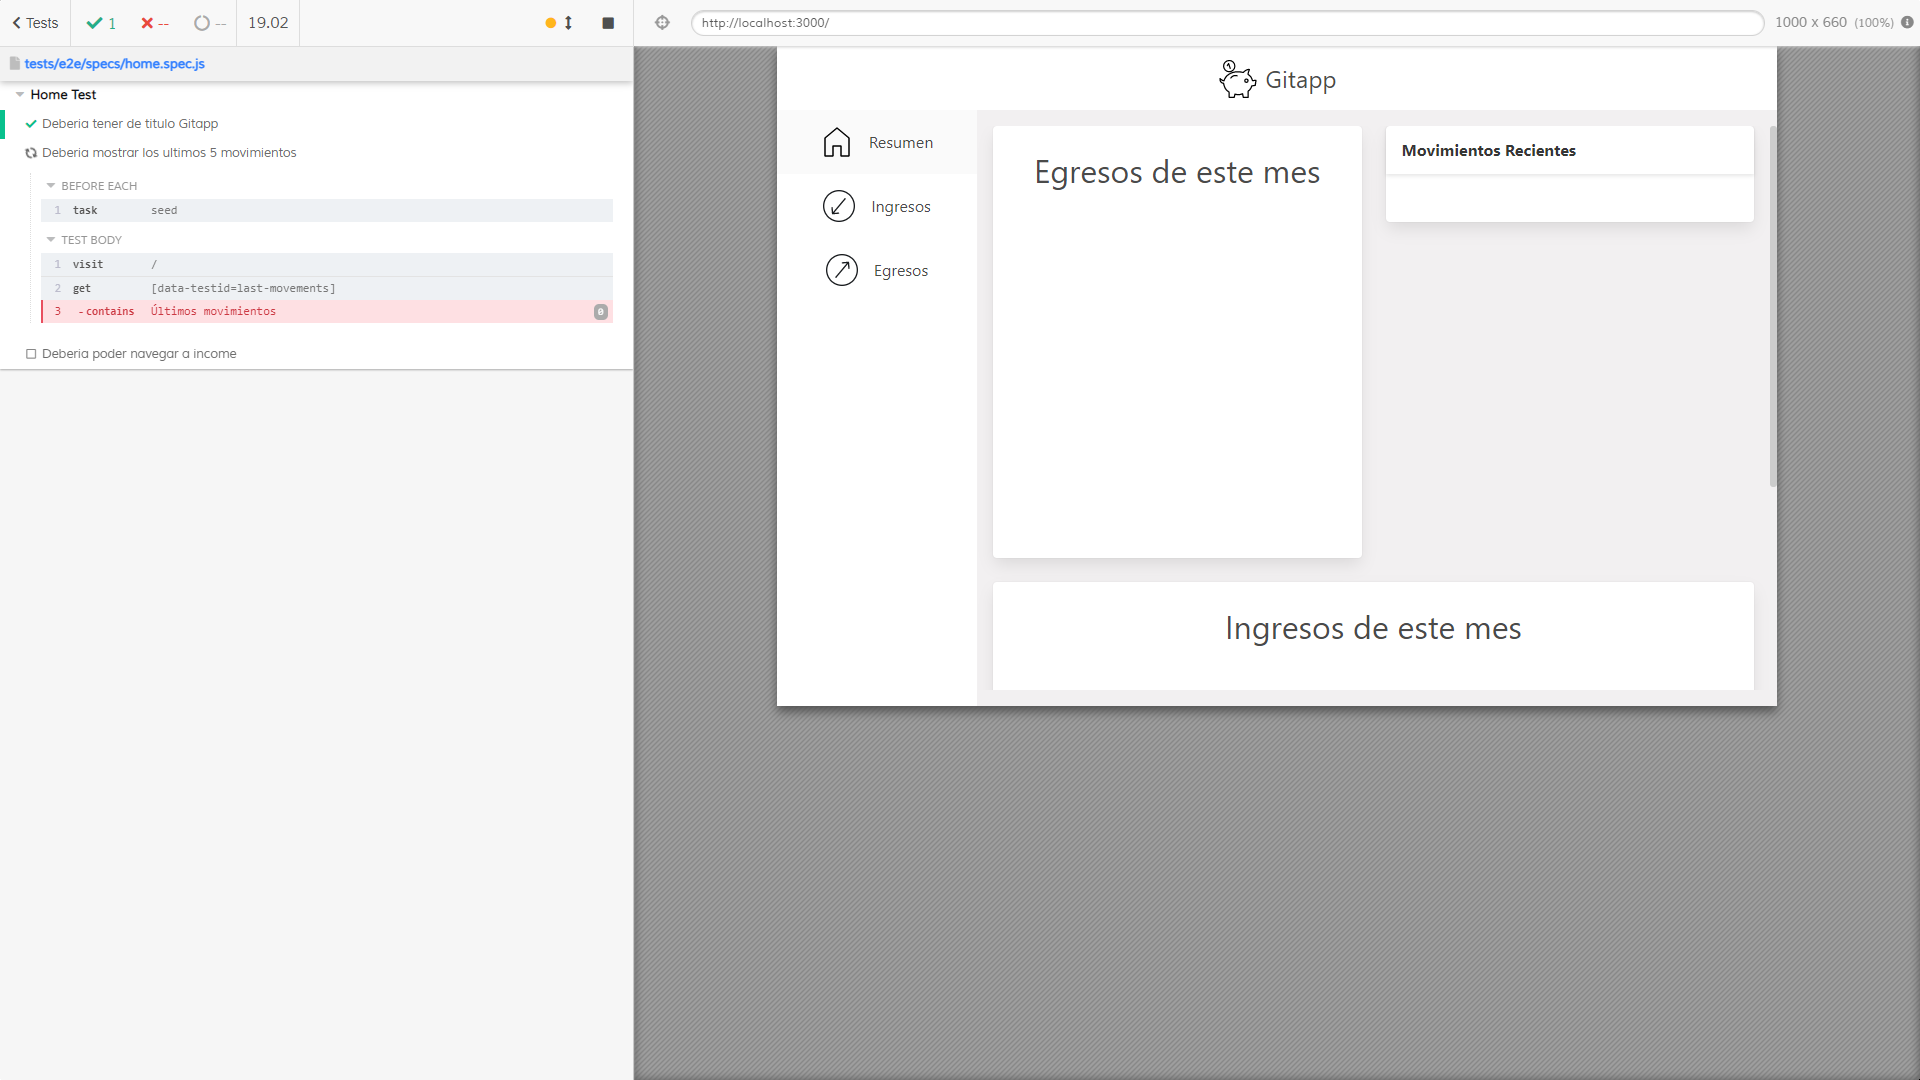 Tests
1
--
--
19.02
http://localhost:3000/
1000 x 660 (100%)
tests/e2e/specs/home.spec.js
Home Test
Deberia tener de titulo Gitapp
Deberia mostrar los ultimos 5 movimientos
BEFORE EACH
1 task seed
TEST BODY
1 visit /
2 get [data-testid=last-movements]
3 -contains Últimos movimientos 0
Deberia poder navegar a income
Gitapp
Resumen
Ingresos
Egresos
Egresos de este mes
Movimientos Recientes
Ingresos de este mes